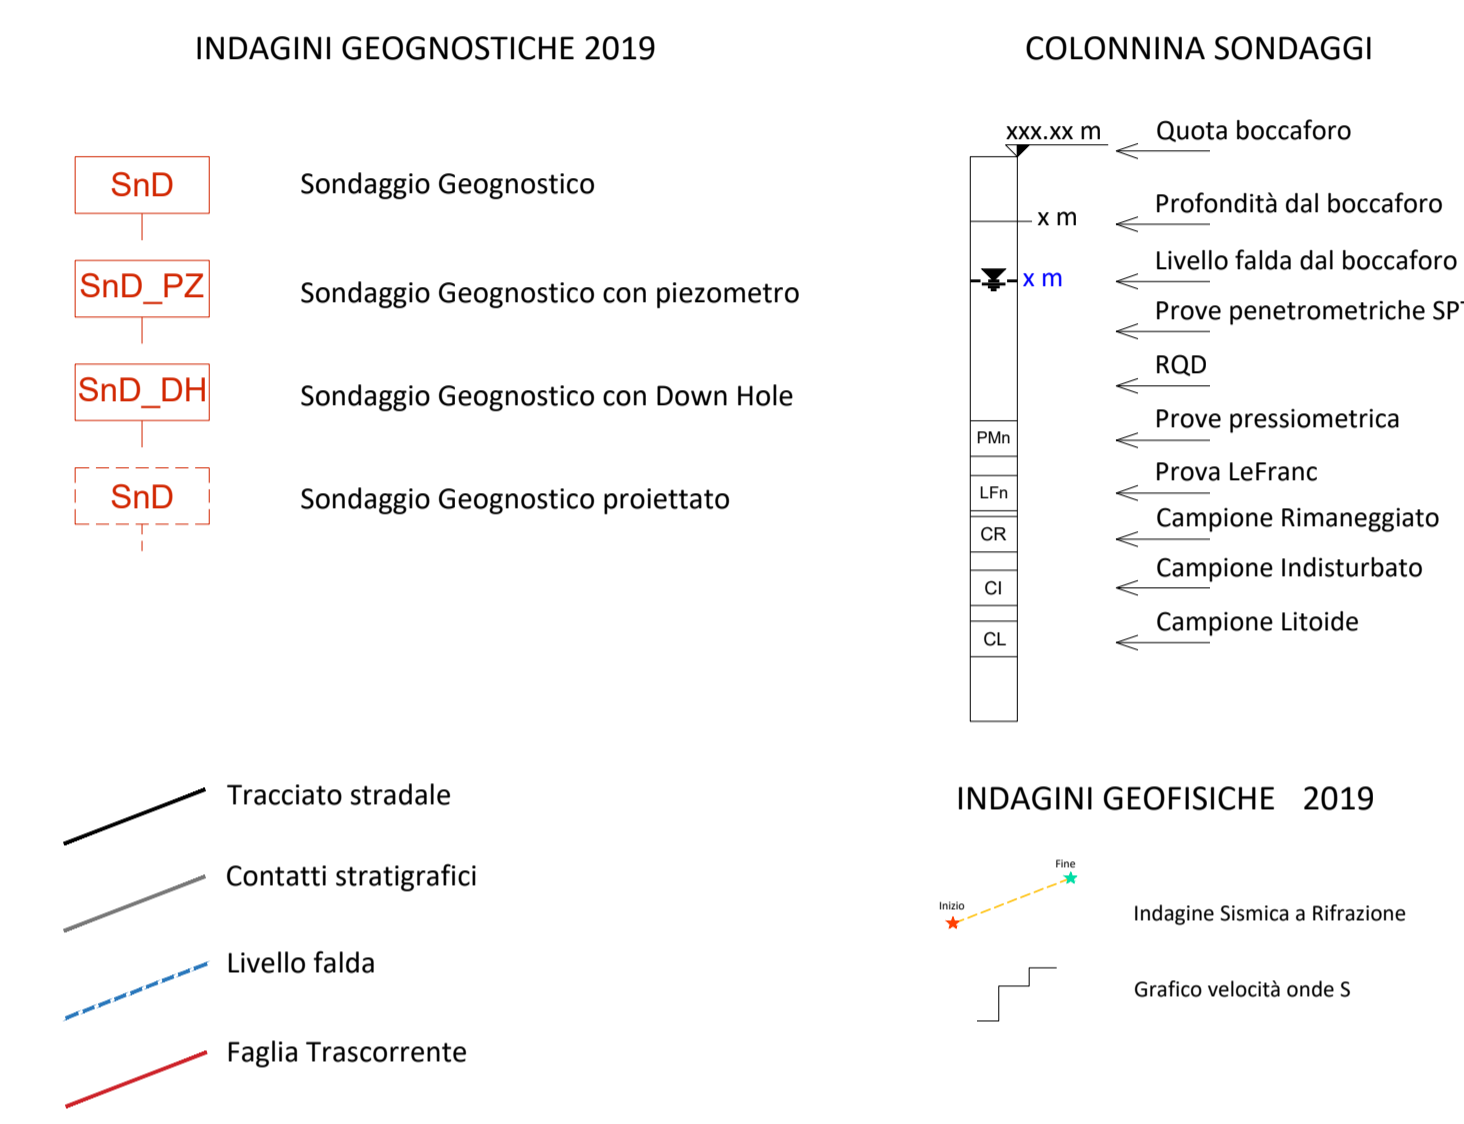 INDAGINI GEOGNOSTICHE 2019
SnD
Sondaggio Geognostico
SnD_PZ
Sondaggio Geognostico con piezometro
SnD_DH
Sondaggio Geognostico con Down Hole
SnD
Sondaggio Geognostico proiettato
COLONNINA SONDAGGI
xxx.xx m
Quota boccaforo
x m
Profondità dal boccaforo
x m
Livello falda dal boccaforo
Prove penetrometriche SPT
RQD
PMn
Prove pressiometrica
LFn
Prova LeFranc
CR
Campione Rimaneggiato
CI
Campione Indisturbato
CL
Campione Litoide
Tracciato stradale
Contatti stratigrafici
Livello falda
Faglia Trascorrente
INDAGINI GEOFISICHE 2019
Fine
Inizio
Indagine Sismica a Rifrazione
Grafico velocità onde S